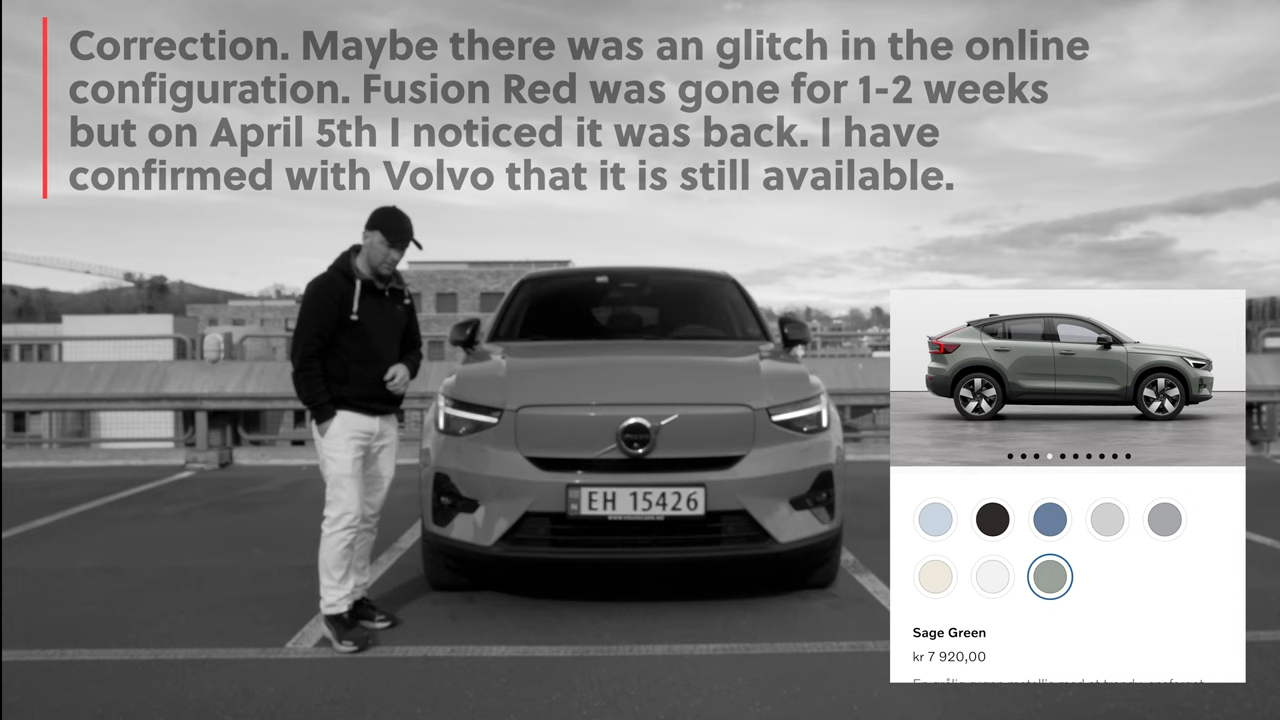 Correction. Maybe there was an glitch in the online
configuration. Fusion Red was gone for 1-2 weeks
but on April 5th I noticed it was back. I have
confirmed with Volvo that it is still available.
EH 15426
Sage Green
kr 7 920,00